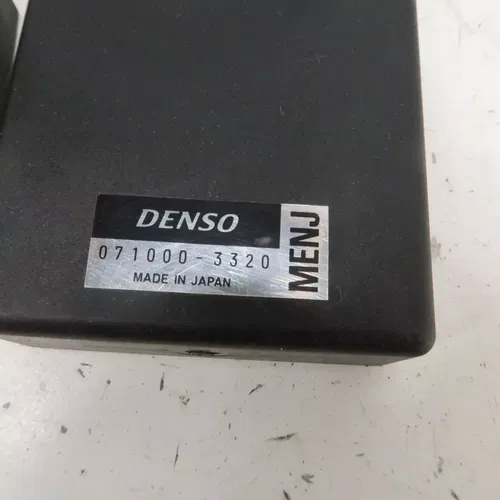 DENSO
071000-3320
MADE IN JAPAN
MENJ